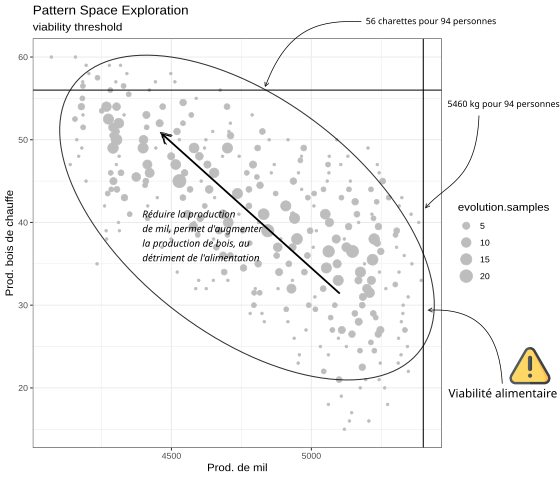 Pattern Space Exploration
viability threshold
56 charettes pour 94 personnes
5460 kg pour 94 personnes
60
50
40
30
20
Prod. bois de chauffe
Réduire la production
de mil, permet d'augmenter
la production de bois, au
détriment de l'alimentation
evolution.samples
5
10
15
20
Viabilité alimentaire
4500
5000
Prod. de mil